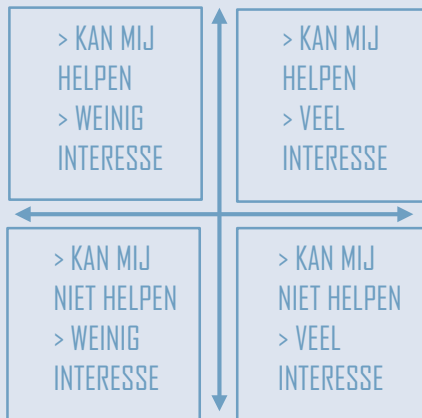 > KAN MIJ
HELPEN
> WEINIG
INTERESSE
> KAN MIJ
HELPEN
> VEEL
INTERESSE
> KAN MIJ
NIET HELPEN
> WEINIG
INTERESSE
> KAN MIJ
NIET HELPEN
> VEEL
INTERESSE